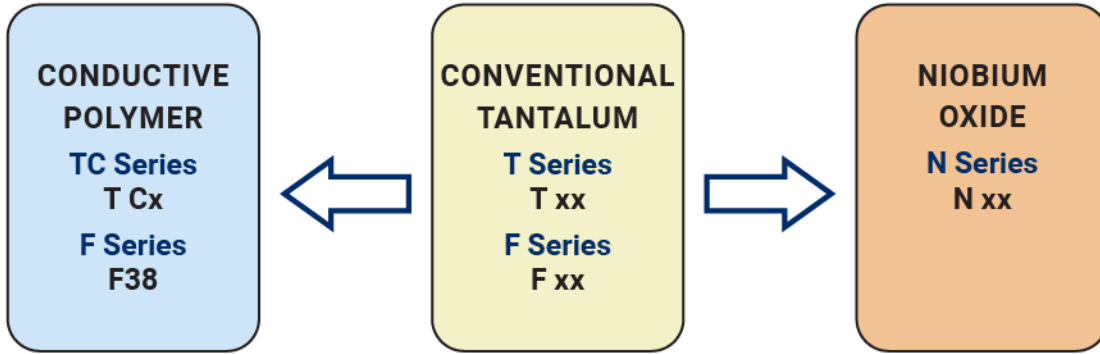 CONDUCTIVE
POLYMER
TC Series
T Cx
F Series
F38
CONVENTIONAL
TANTALUM
T Series
T xx
F Series
F xx
NIOBIUM
OXIDE
N Series
N xx